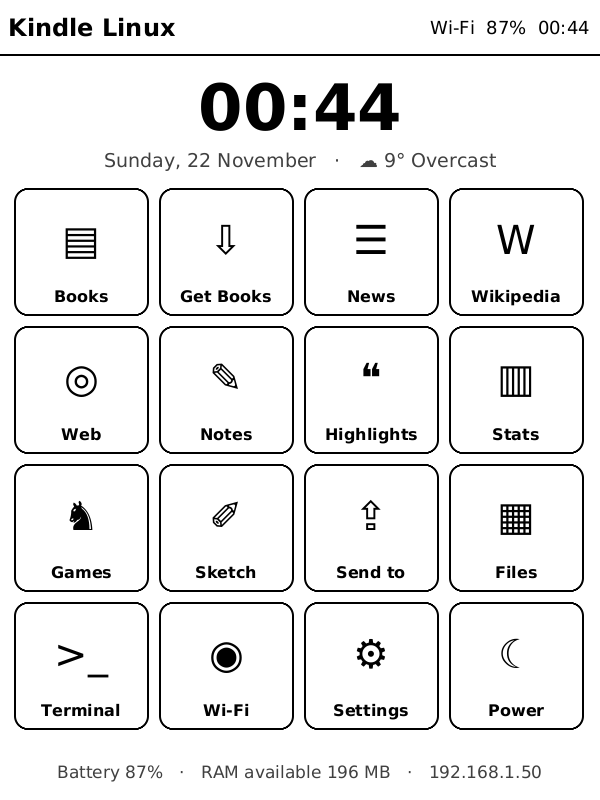 Kindle Linux
Wi-Fi 87% 00:44
00:44
Sunday, 22 November · ☁ 9° Overcast
Books
Get Books
News
W
Wikipedia
Web
Notes
❝
Highlights
Stats
Games
Sketch
Send to
Files
>_
Terminal
Wi-Fi
Settings
Power
Battery 87% · RAM available 196 MB · 192.168.1.50